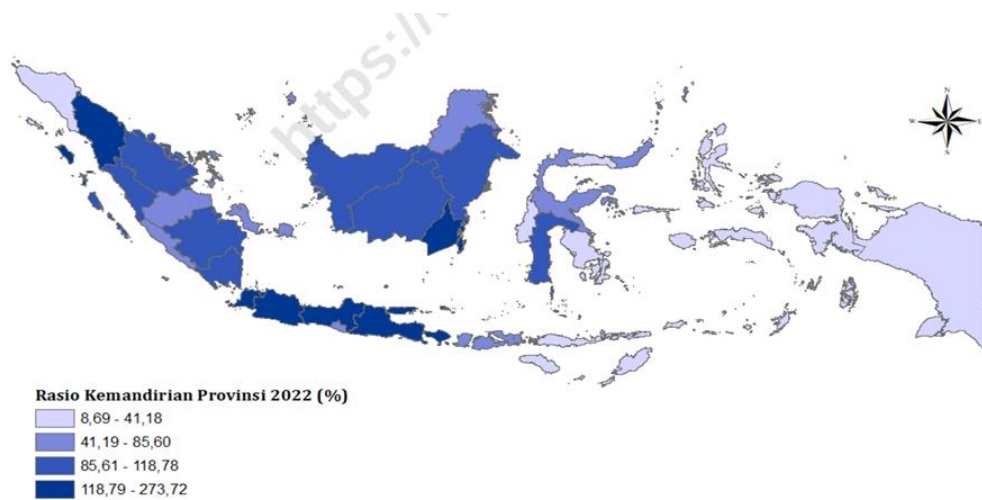 https://
N
W E
N
Rasio Kemandirian Provinsi 2022 (%)
8,69 - 41,18
41,19 - 85,60
85,61 - 118,78
118,79 - 273,72